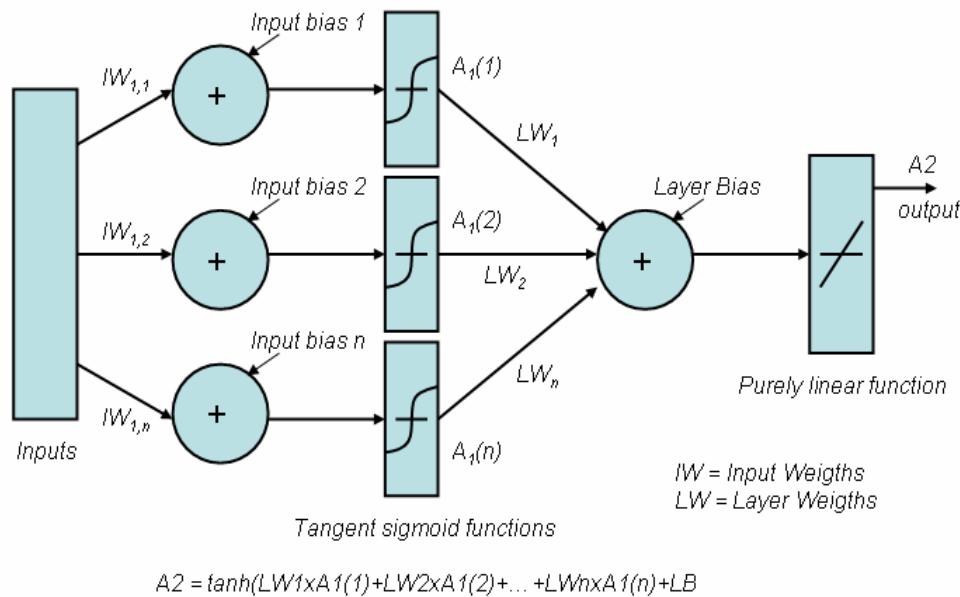 Input bias 1
IW1,1
+
A1(1)
LW1
Input bias 2
IW1,2
+
A1(2)
LW2
Layer Bias
+
A2
output
Input bias n
IW1,n
+
A1(n)
LWn
Purely linear function
Inputs
IW = Input Weigths
LW = Layer Weigths
Tangent sigmoid functions
A2 = tanh(LW1xA1(1)+LW2xA1(2)+... +LWnxA1(n)+LB